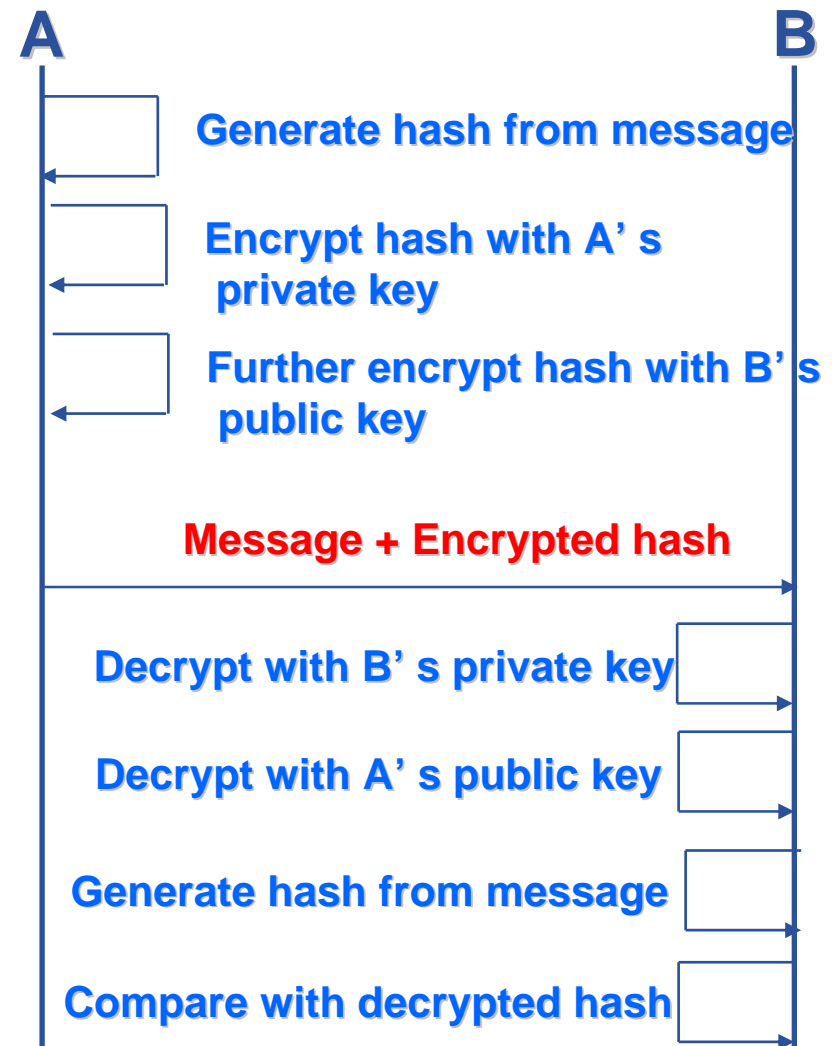 A B
Generate hash from message
Encrypt hash with A’ s
private key
Further encrypt hash with B’ s
public key
Message + Encrypted hash
Decrypt with B’ s private key
Decrypt with A’ s public key
Generate hash from message
Compare with decrypted hash